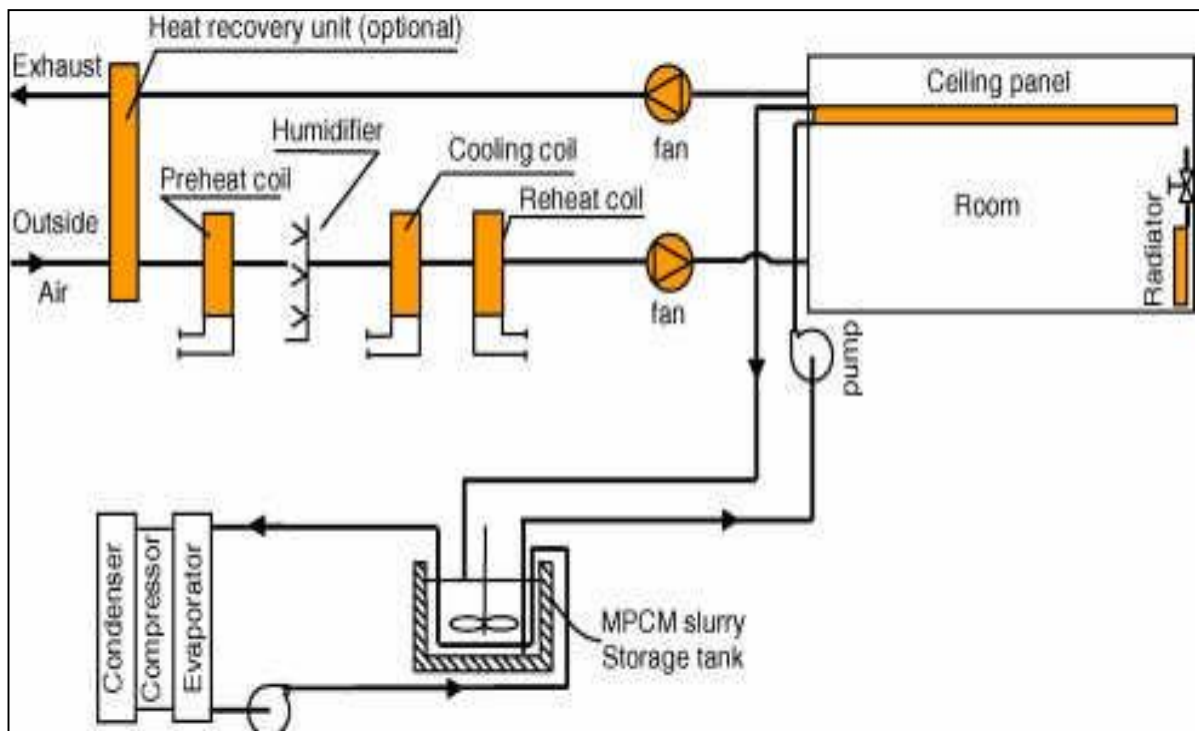 Heat recovery unit (optional)
Exhaust
Ceiling panel
Humidifier
Cooling coil
fan
Preheat coil
Reheat coil
Outside
Room
Air
fan
Radiator
pump
Condenser
Compressor
Evaporator
MPCM slurry
Storage tank